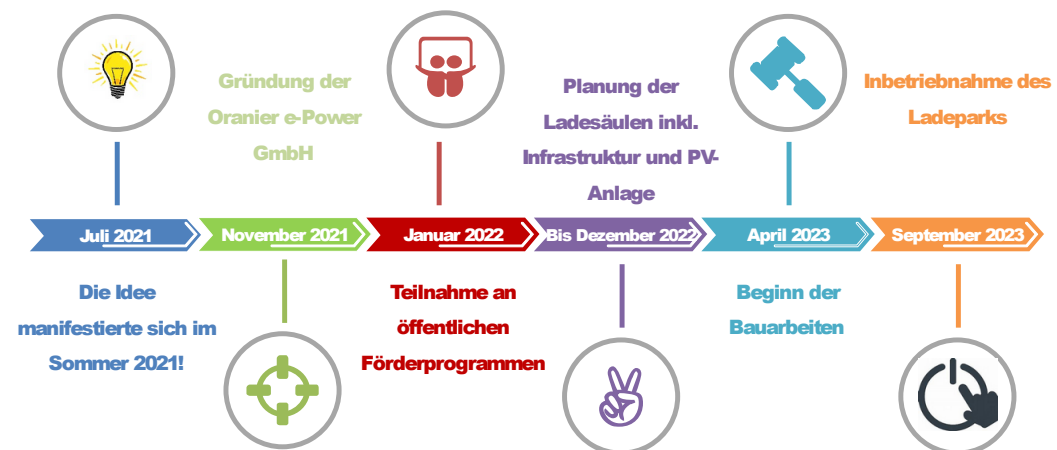 Gründung der
Oranier e-Power
GmbH
Planung der
Ladesäulen inkl.
Infrastruktur und PV-
Anlage
Inbetriebnahme des
Ladeparks
Juli 2021
November 2021
Januar 2022
Bis Dezember 2022
April 2023
September 2023
Die Idee
manifestierte sich im
Sommer 2021!
Teilnahme an
öffentlichen
Förderprogrammen
Beginn der
Bauarbeiten